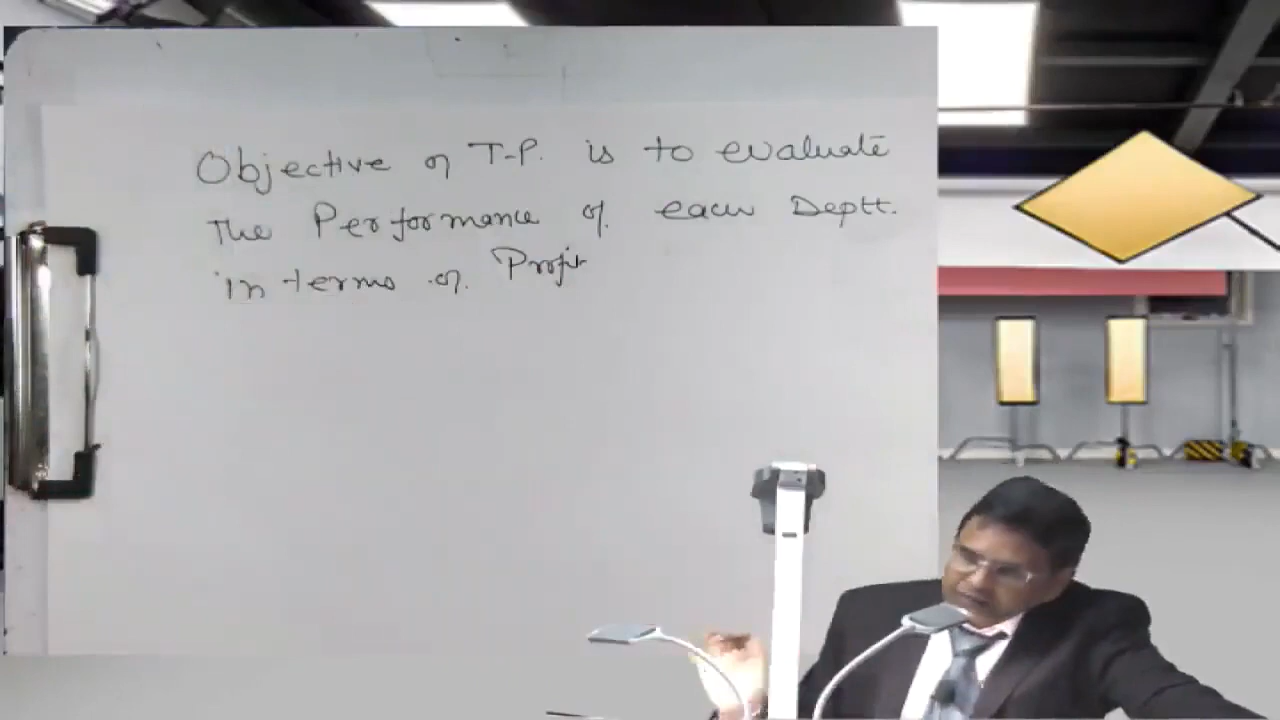 Objective of T-P. is to evaluate
The Performance of each Deptt.
in terms of Profit